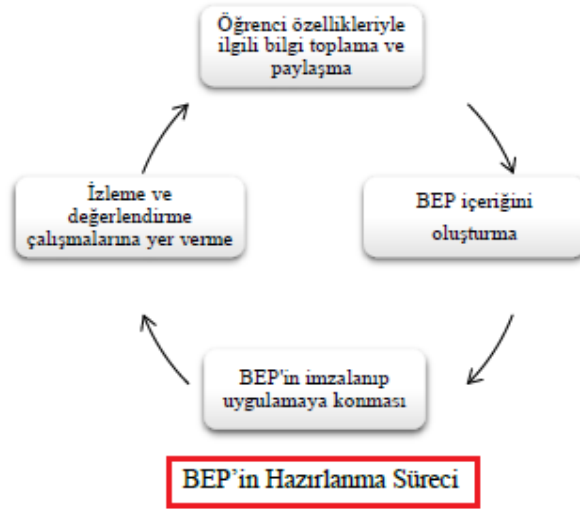 Öğrenci özellikleriyle
ilgili bilgi toplama ve
paylaşma
BEP içeriğini
oluşturma
BEP'in imzalanıp
uygulamaya konması
İzleme ve
değerlendirme
çalışmalarına yer verme
BEP’in Hazırlanma Süreci